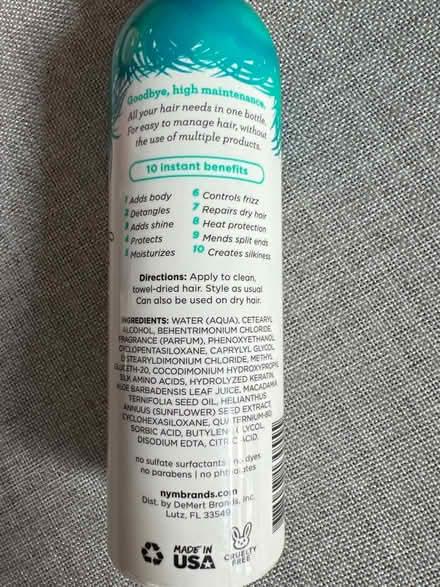 Goodbye, high maintenance.
All your hair needs in one bottle.
For easy to manage hair, without
the use of multiple products.
10 instant benefits
1 Adds body
2 Detangles
3 Adds shine
4 Protects
5 Moisturizes
6 Controls frizz
7 Repairs dry hair
8 Heat protection
9 Mends split ends
10 Creates silkiness
Directions: Apply to clean,
towel-dried hair. Style as usual
Can also be used on dry hair.
INGREDIENTS: WATER (AQUA), CETEARYL
ALCOHOL, BEHENTRIMONIUM CHLORIDE,
FRAGRANCE (PARFUM), PHENOXYETHANOL,
CYCLOPENTASILOXANE, CAPRYLYL GLYCOL,
DISTEARYLDIMONIUM CHLORIDE, METHYL
GLUCETH-20, COCODIMONIUM HYDROXYPROPYL
SILK AMINO ACIDS, HYDROLYZED KERATIN,
ALOE BARBADENSIS LEAF JUICE, MACADAMIA
TERNIFOLIA SEED OIL, HELIANTHUS
ANNUUS (SUNFLOWER) SEED EXTRACT,
CYCLOHEXASILOXANE, QUATERNIUM-80,
SORBIC ACID, BUTYLENE GLYCOL,
DISODIUM EDTA, CITRIC ACID.
no sulfate surfactants | no dyes
no parabens | no phthalates
nymbrands.com
Dist. by DeMert Brands, Inc.
Lutz, FL 33549
MADE IN
USA
CRUELTY
FREE